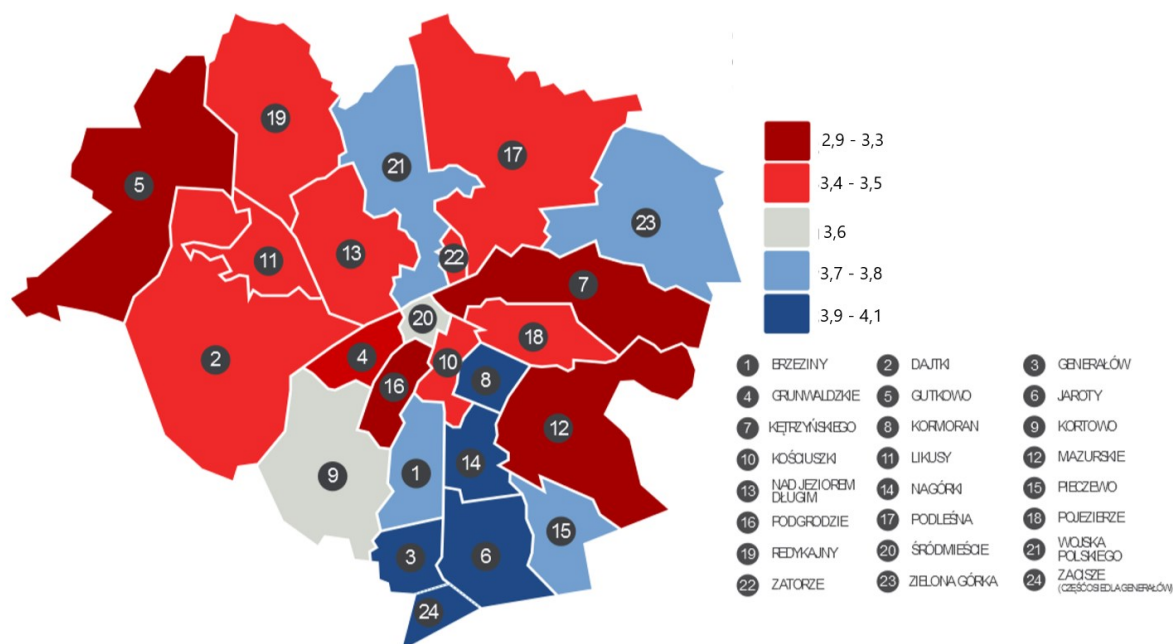 19
17
21
5
23
11
13
22
7
20
18
2
4
10
16
8
12
9
1
14
15
3
6
24
2,9 - 3,3
3,4 - 3,5
3,6
3,7 - 3,8
3,9 - 4,1
1 BRZEZINY 2 DAJTKI 3 GENERAŁÓW
4 GRUNWALDZKIE 5 GUTKOWO 6 JAROTY
7 KĘTRZYŃSKIEGO 8 KORMORAN 9 KORTOWO
10 KOŚCIUSZKI 11 LIKUSY 12 MAZURSKIE
13 NAD JEZIOREM DŁUGIM 14 NAGÓRKI 15 PIECZEWO
16 PODGRODZIE 17 PODLEŚNA 18 POJEZIERZE
19 REDYKAJNY 20 ŚRÓDMIEŚCIE 21 WOJSKA POLSKIEGO
22 ZATORZE 23 ZIELONA GÓRKA 24 ZACISZE
(CZĘŚĆ OSIEDLA GENERAŁÓW)